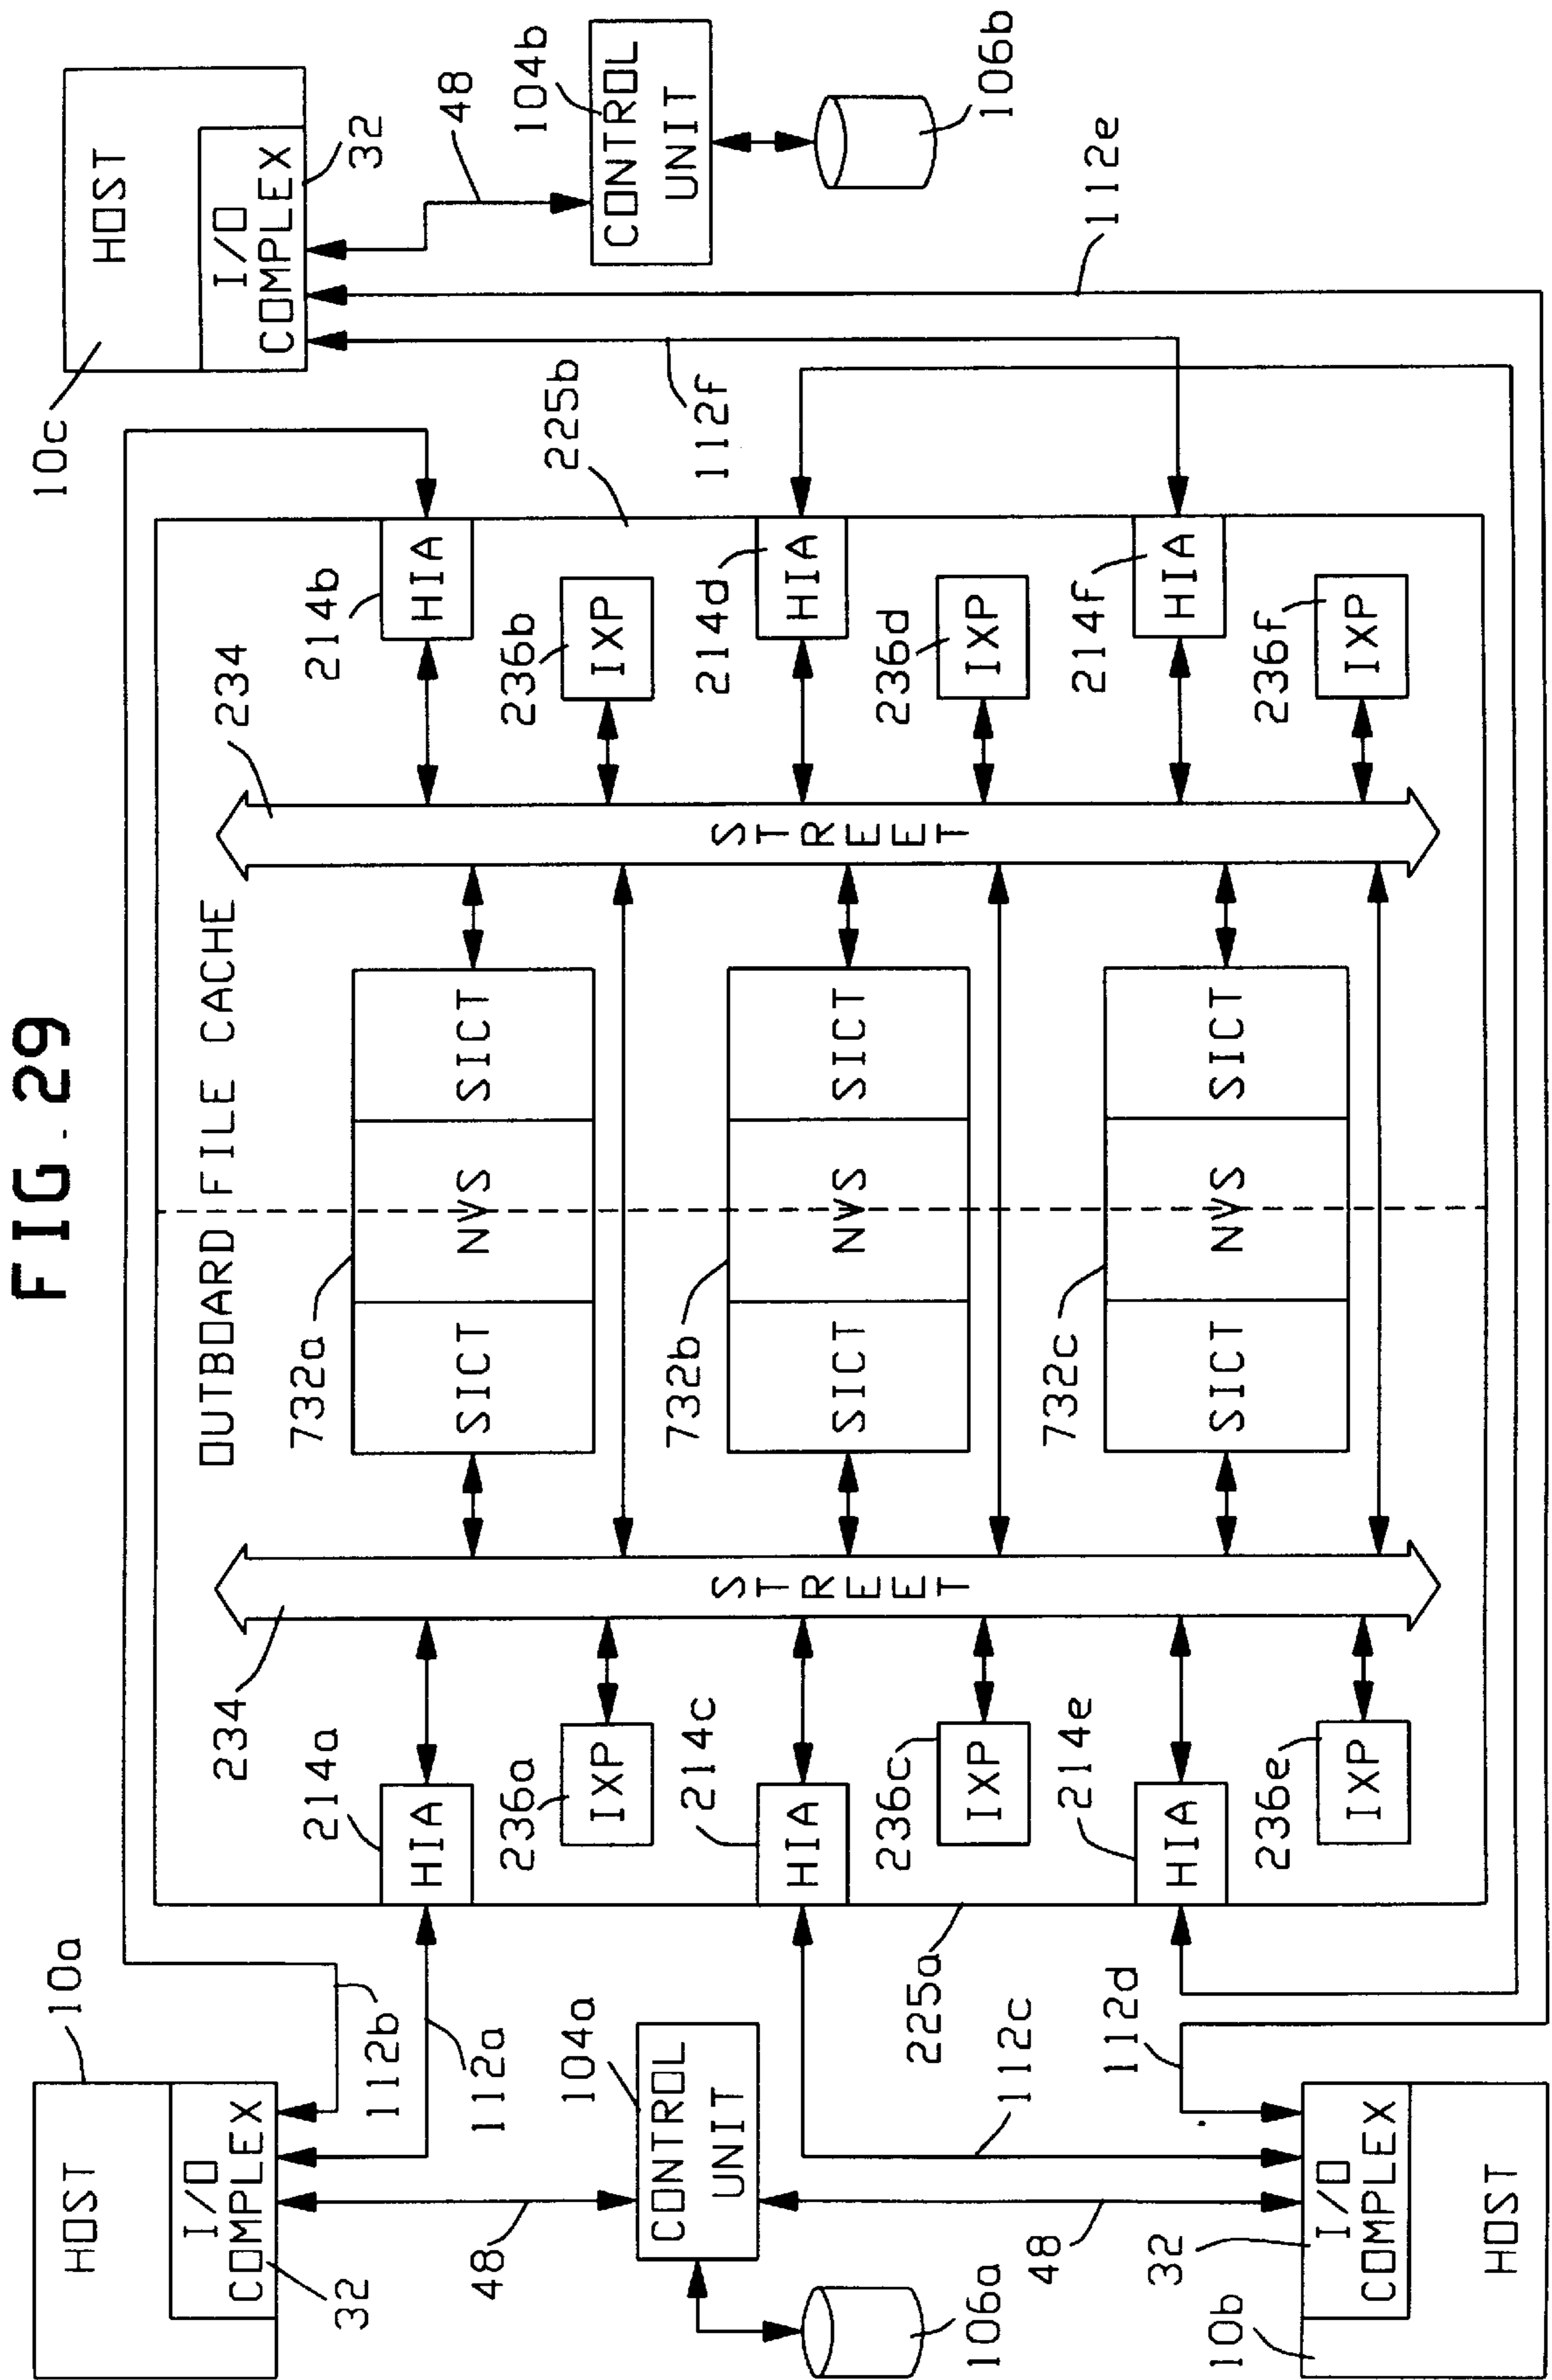 FIG. 29
10a
HOST
I/O
COMPLEX
32
112b
112a
48
104a
CONTROL
UNIT
106a
112c
48
225a
112d
32
I/O
COMPLEX
10b
HOST
OUTBOARD FILE CACHE
234
214a
HIA
236a
IXP
214c
HIA
236c
IXP
214e
HIA
236e
IXP
STREET
732a
SICT
NVS
SICT
732b
SICT
NVS
SICT
732c
SICT
NVS
SICT
234
STREET
214b
HIA
236b
IXP
214d
HIA
236d
IXP
214f
HIA
236f
IXP
225b
10c
HOST
I/O
COMPLEX
32
48
104b
CONTROL
UNIT
106b
112f
112e